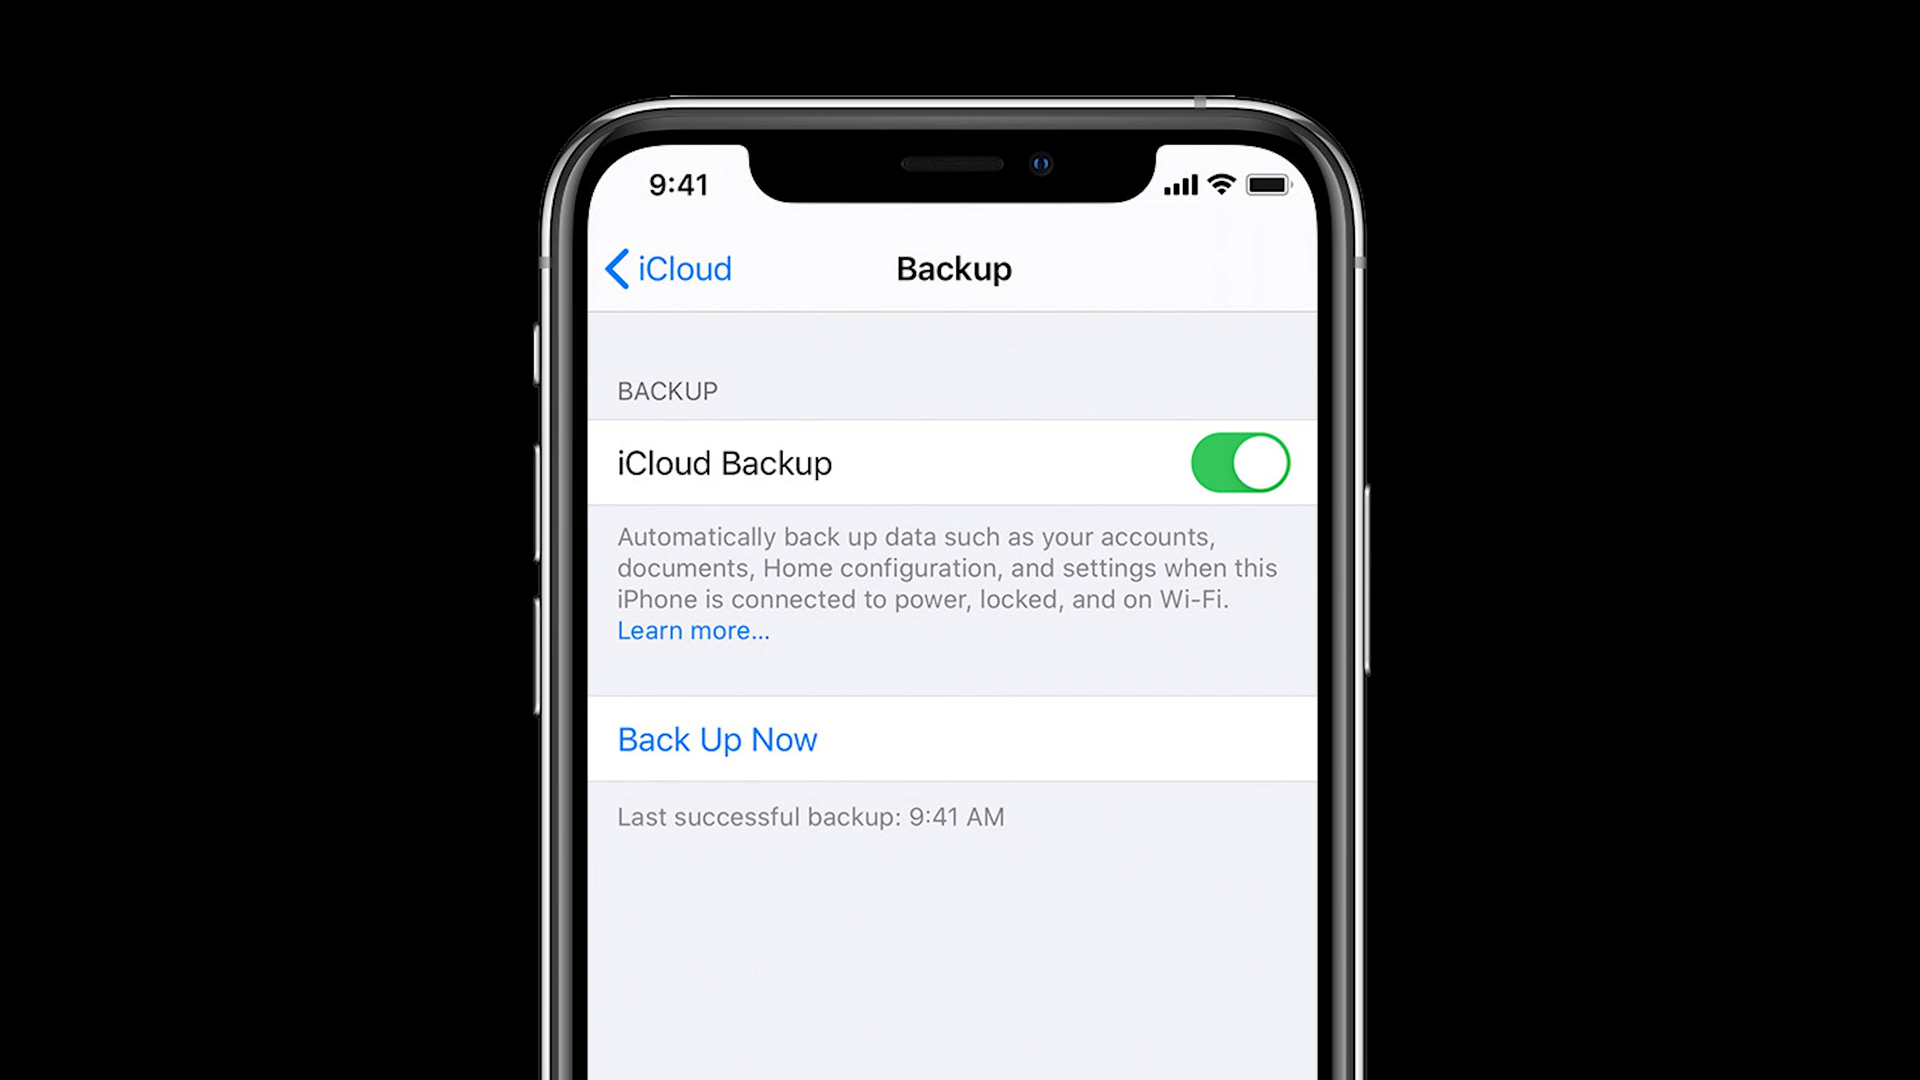 9:41
iCloud
Backup
BACKUP
iCloud Backup
Automatically back up data such as your accounts,
documents, Home configuration, and settings when this
iPhone is connected to power, locked, and on Wi-Fi.
Learn more...
Back Up Now
Last successful backup: 9:41 AM